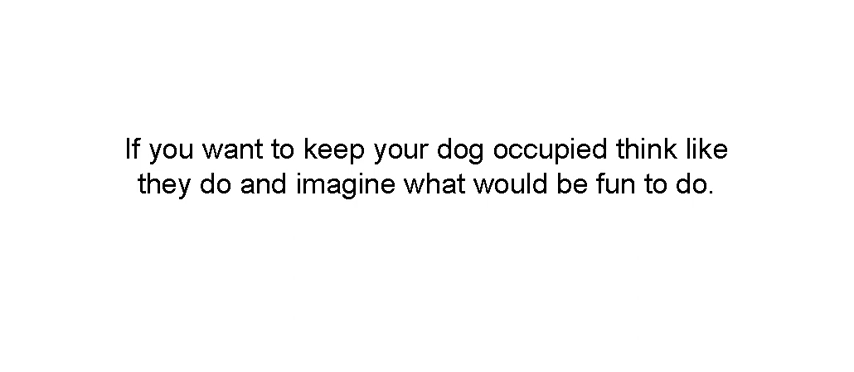 If you want to keep your dog occupied think like
they do and imagine what would be fun to do.